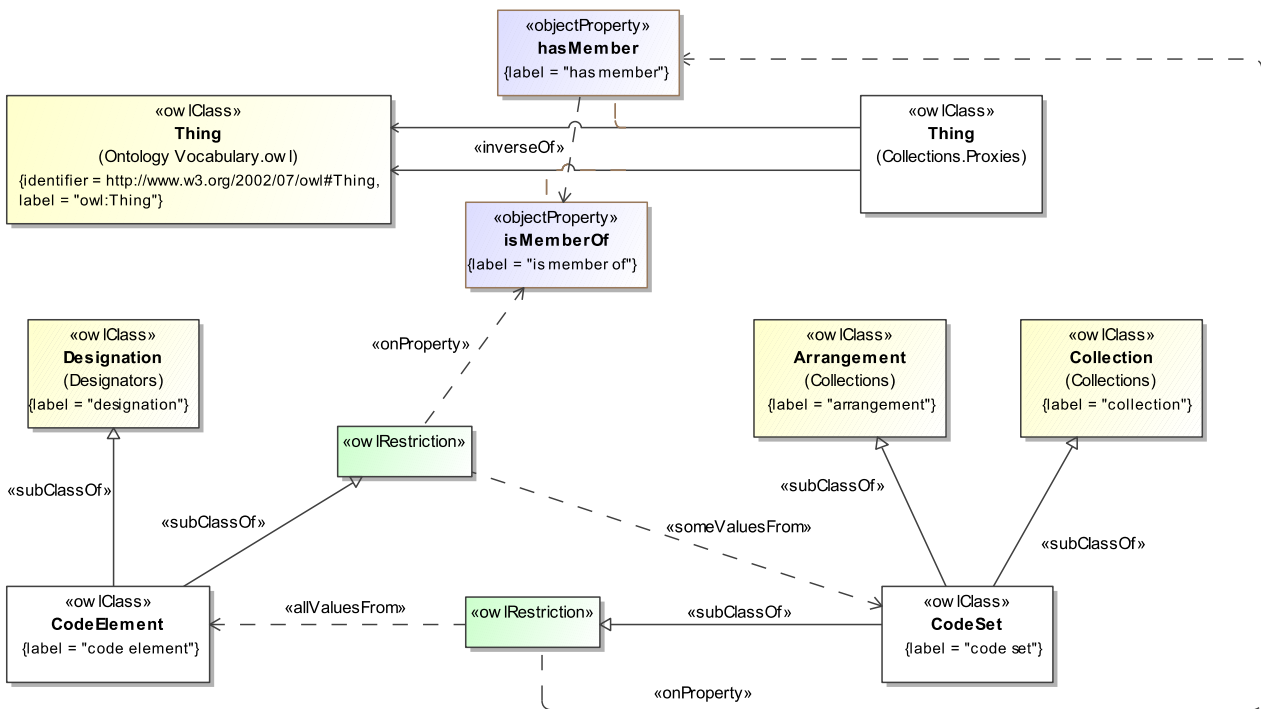 «objectProperty»
hasMember
{label = "has member"}
«owlClass»
Thing
(Ontology Vocabulary.owl)
{identifier = http://www.w3.org/2002/07/owl#Thing,
label = "owl:Thing"}
«inverseOf»
«owlClass»
Thing
(Collections.Proxies)
«objectProperty»
isMemberOf
{label = "is member of"}
«onProperty»
«owlClass»
Designation
(Designators)
{label = "designation"}
«owlClass»
Arrangement
(Collections)
{label = "arrangement"}
«owlClass»
Collection
(Collections)
{label = "collection"}
«owlRestriction»
«subClassOf»
«subClassOf»
«someValuesFrom»
«subClassOf»
«subClassOf»
«owlClass»
CodeElement
{label = "code element"}
«allValuesFrom»
«owlRestriction»
«subClassOf»
«owlClass»
CodeSet
{label = "code set"}
«onProperty»